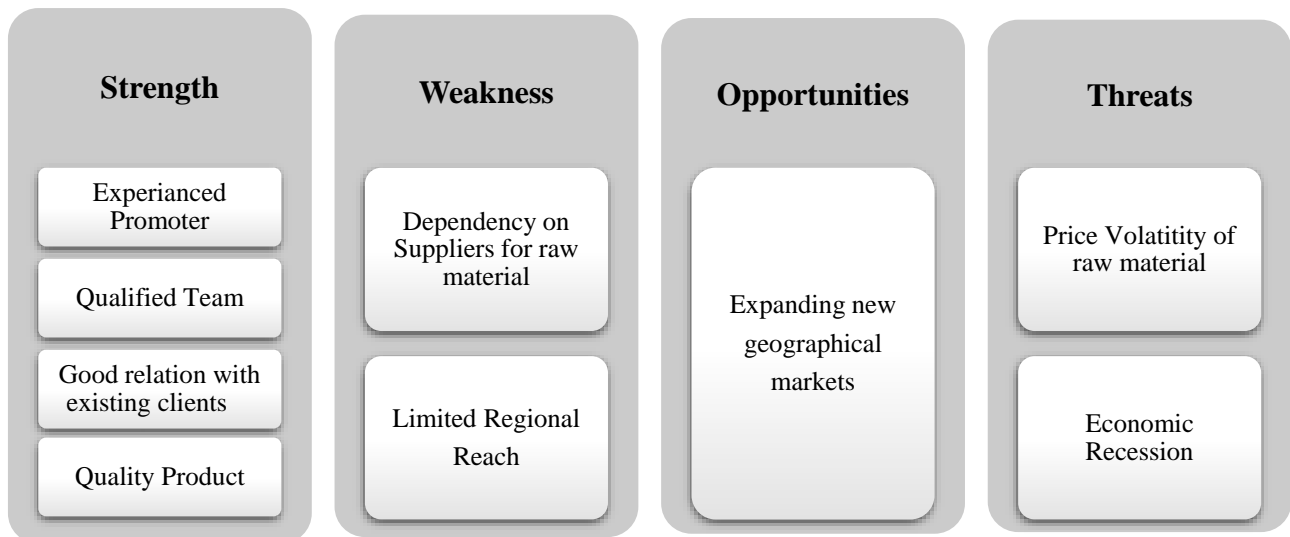 Strength
Experianced
Promoter
Qualified Team
Good relation with
existing clients
Quality Product
Weakness
Dependency on
Suppliers for raw
material
Limited Regional
Reach
Opportunities
Expanding new
geographical
markets
Threats
Price Volatitity of
raw material
Economic
Recession